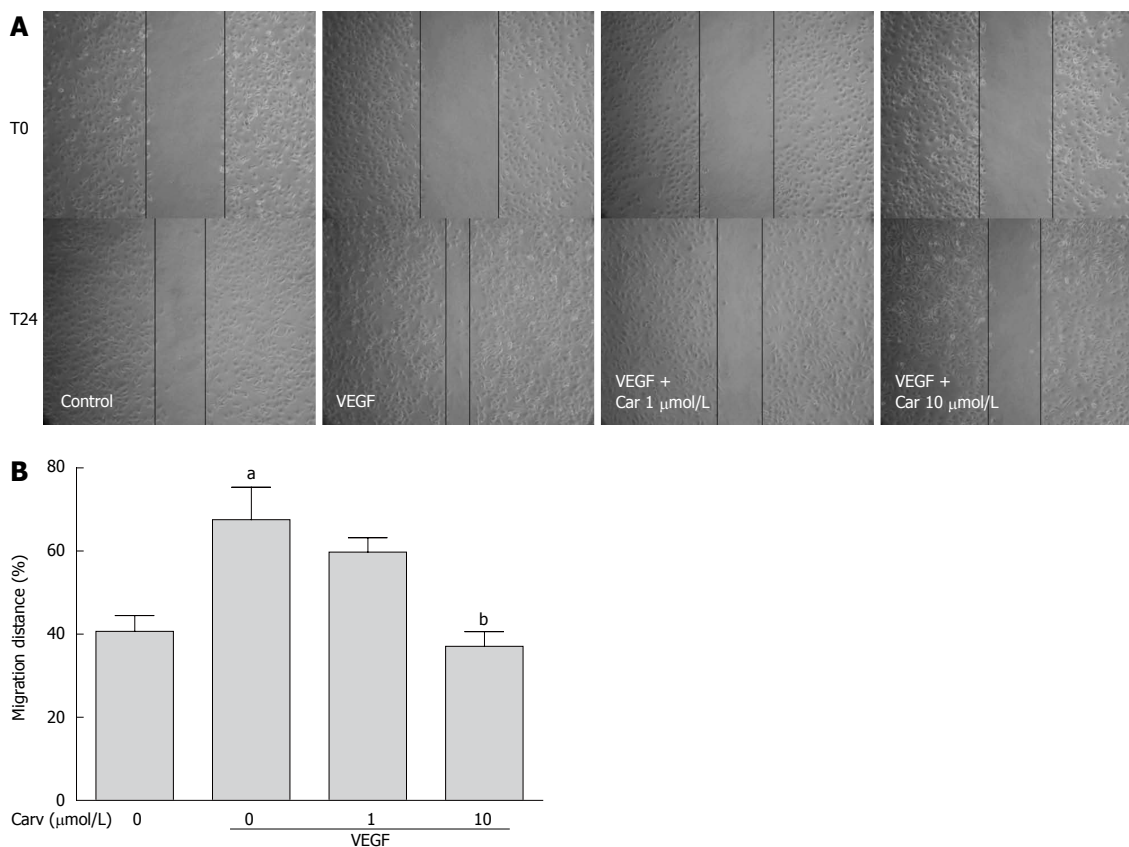 A
T0
T24
Control
VEGF
VEGF +
Car 1 μmol/L
VEGF +
Car 10 μmol/L
B
Migration distance (%)
80
60
40
20
0
a
b
Carv (μmol/L) 0 0 1 10
VEGF